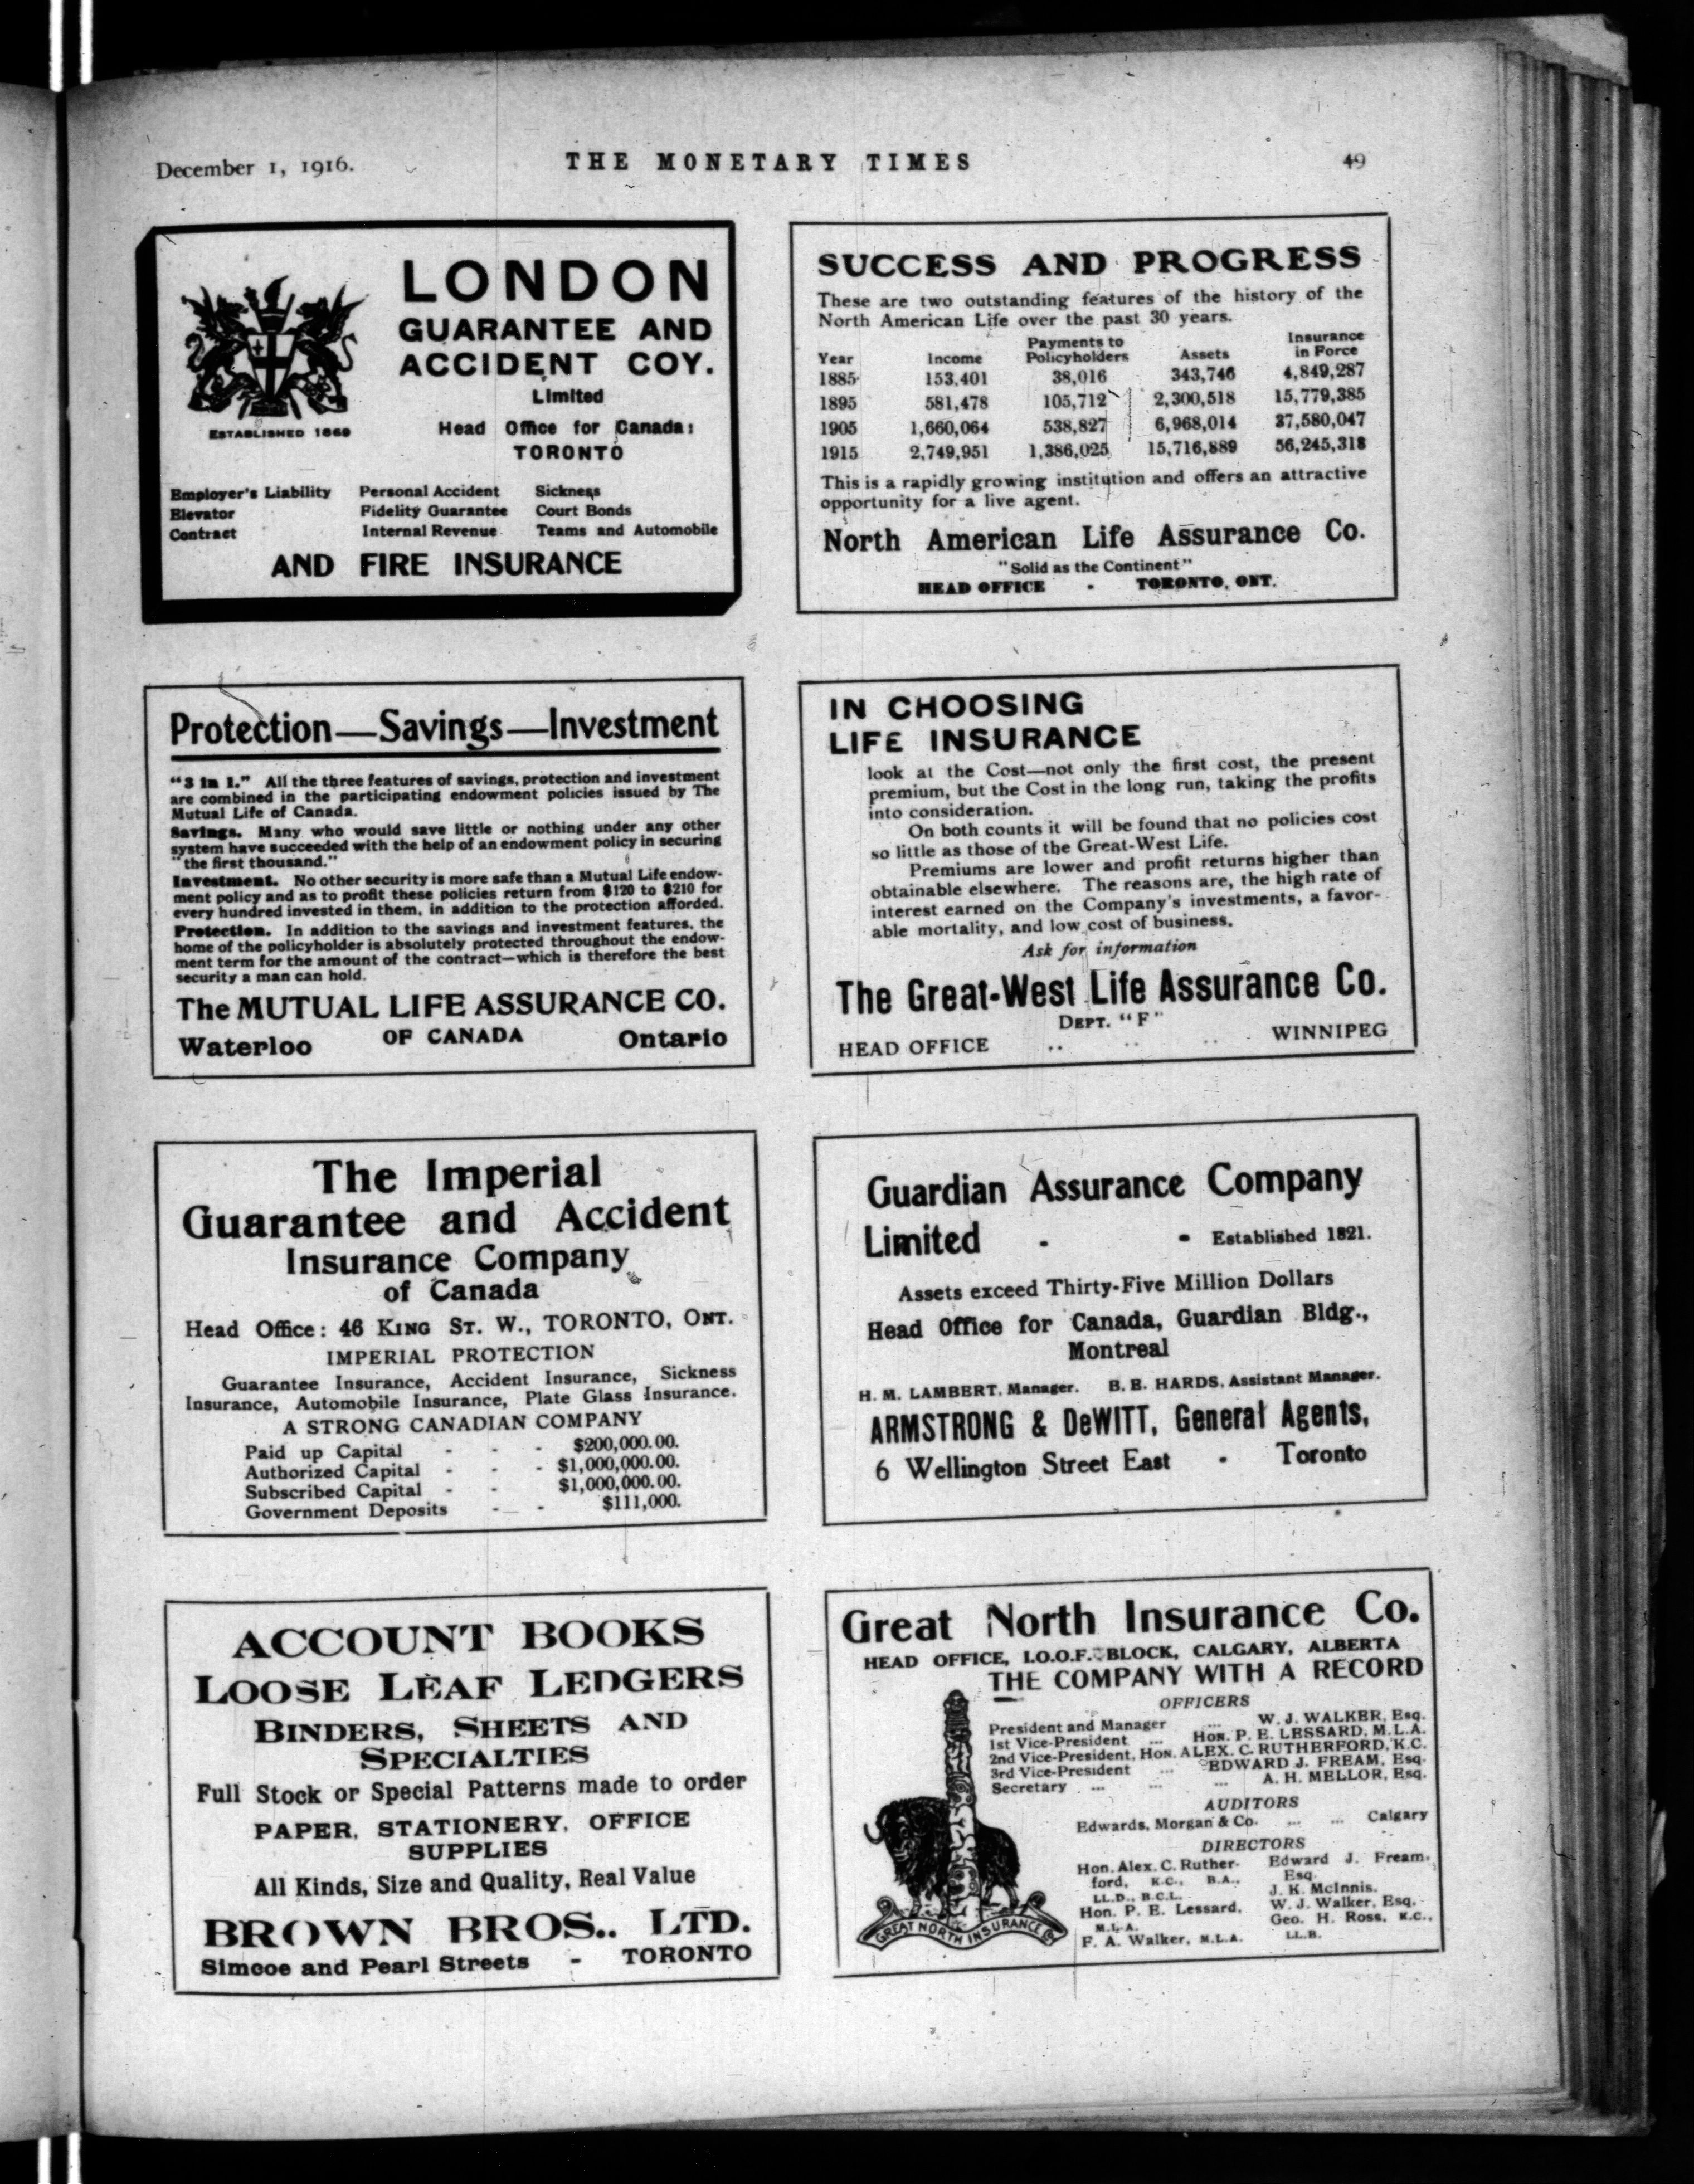 December 1, 1916.
THE MONETARY TIMES
49
LONDON
GUARANTEE AND
ACCIDENT COY.
Limited
ESTABLISHED 1869
Head Office for Canada:
TORONTO
Employer's Liability Personal Accident Sickness
Elevator Fidelity Guarantee Court Bonds
Contract Internal Revenue Teams and Automobile
AND FIRE INSURANCE
SUCCESS AND PROGRESS
These are two outstanding features of the history of the
North American Life over the past 30 years.
Year Income Payments to Policyholders Assets Insurance in Force
1885 153,401 38,016 343,746 4,849,287
1895 581,478 105,712 2,300,518 15,779,385
1905 1,660,064 538,827 6,968,014 37,580,047
1915 2,749,951 1,386,025 15,716,889 56,245,318
This is a rapidly growing institution and offers an attractive
opportunity for a live agent.
North American Life Assurance Co.
"Solid as the Continent"
HEAD OFFICE - TORONTO, ONT.
Protection—Savings—Investment
"3 in 1." All the three features of savings, protection and investment
are combined in the participating endowment policies issued by The
Mutual Life of Canada.
Savings. Many who would save little or nothing under any other
system have succeeded with the help of an endowment policy in securing
"the first thousand."
Investment. No other security is more safe than a Mutual Life endow-
ment policy and as to profit these policies return from $120 to $210 for
every hundred invested in them, in addition to the protection afforded.
Protection. In addition to the savings and investment features, the
home of the policyholder is absolutely protected throughout the endow-
ment term for the amount of the contract—which is therefore the best
security a man can hold.
The MUTUAL LIFE ASSURANCE CO.
OF CANADA
Waterloo Ontario
IN CHOOSING
LIFE INSURANCE
look at the Cost—not only the first cost, the present
premium, but the Cost in the long run, taking the profits
into consideration.
On both counts it will be found that no policies cost
so little as those of the Great-West Life.
Premiums are lower and profit returns higher than
obtainable elsewhere. The reasons are, the high rate of
interest earned on the Company's investments, a favor-
able mortality, and low cost of business.
Ask for information
The Great-West Life Assurance Co.
DEPT. "F"
HEAD OFFICE .. .. .. WINNIPEG
The Imperial
Guarantee and Accident
Insurance Company
of Canada
Head Office: 46 KING ST. W., TORONTO, ONT.
IMPERIAL PROTECTION
Guarantee Insurance, Accident Insurance, Sickness
Insurance, Automobile Insurance, Plate Glass Insurance.
A STRONG CANADIAN COMPANY
Paid up Capital - - - $200,000.00.
Authorized Capital - - - $1,000,000.00.
Subscribed Capital - - $1,000,000.00.
Government Deposits - - $111,000.
Guardian Assurance Company
Limited - - Established 1821.
Assets exceed Thirty-Five Million Dollars
Head Office for Canada, Guardian Bldg.,
Montreal
H. M. LAMBERT, Manager. B. E. HARDS, Assistant Manager.
ARMSTRONG & DeWITT, General Agents,
6 Wellington Street East - Toronto
ACCOUNT BOOKS
LOOSE LEAF LEDGERS
BINDERS, SHEETS AND
SPECIALTIES
Full Stock or Special Patterns made to order
PAPER, STATIONERY, OFFICE
SUPPLIES
All Kinds, Size and Quality, Real Value
BROWN BROS., LTD.
Simcoe and Pearl Streets - TORONTO
Great North Insurance Co.
HEAD OFFICE, I.O.O.F. BLOCK, CALGARY, ALBERTA
THE COMPANY WITH A RECORD
OFFICERS
President and Manager ... W. J. WALKER, Esq.
1st Vice-President ... HON. P. E. LESSARD, M.L.A.
2nd Vice-President, HON. ALEX. C. RUTHERFORD, K.C.
3rd Vice-President ... EDWARD J. FREAM, Esq.
Secretary ... ... ... A. H. MELLOR, Esq.
AUDITORS
Edwards, Morgan & Co. ... ... Calgary
DIRECTORS
Hon. Alex. C. Ruther-
ford, K.C., B.A.,
LL.D., B.C.L.
Hon. P. E. Lessard,
M.L.A.
F. A. Walker, M.L.A.
Edward J. Fream,
Esq.
J. K. McInnis.
W. J. Walker, Esq.
Geo. H. Ross, K.C.,
LL.B.
GREAT NORTH INSURANCE Co